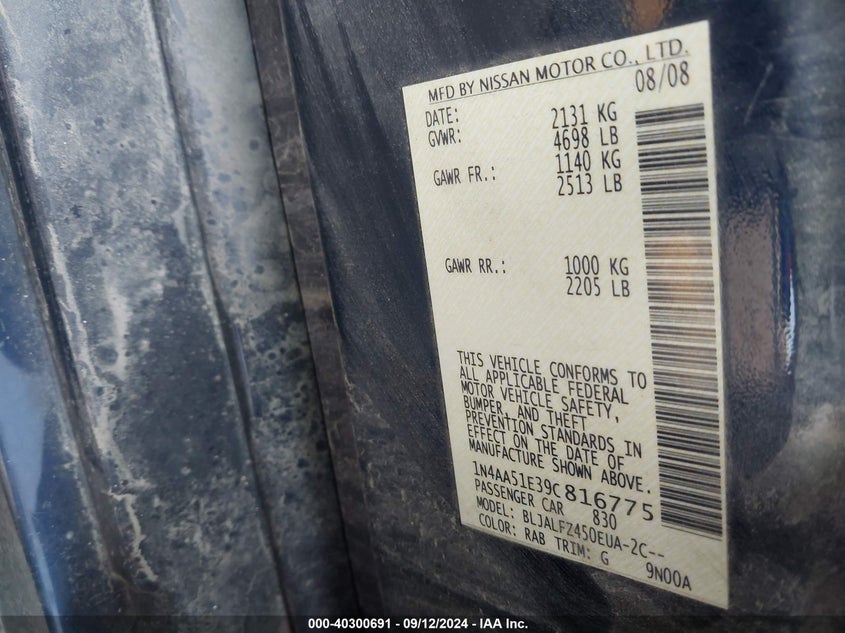 MFD BY NISSAN MOTOR CO., LTD.
DATE: 08/08
GVWR: 2131 KG
4698 LB
GAWR FR.: 1140 KG
2513 LB
GAWR RR.: 1000 KG
2205 LB
THIS VEHICLE CONFORMS TO
ALL APPLICABLE FEDERAL
MOTOR VEHICLE SAFETY,
BUMPER, AND THEFT
PREVENTION STANDARDS IN
EFFECT ON THE DATE OF
MANUFACTURE SHOWN ABOVE.
1N4AA51E39C816775
PASSENGER CAR 830
MODEL: BLJALFZ450EUA-2C--
COLOR: RAB TRIM: G 9N00A
000-40300691 - 09/12/2024 - IAA Inc.